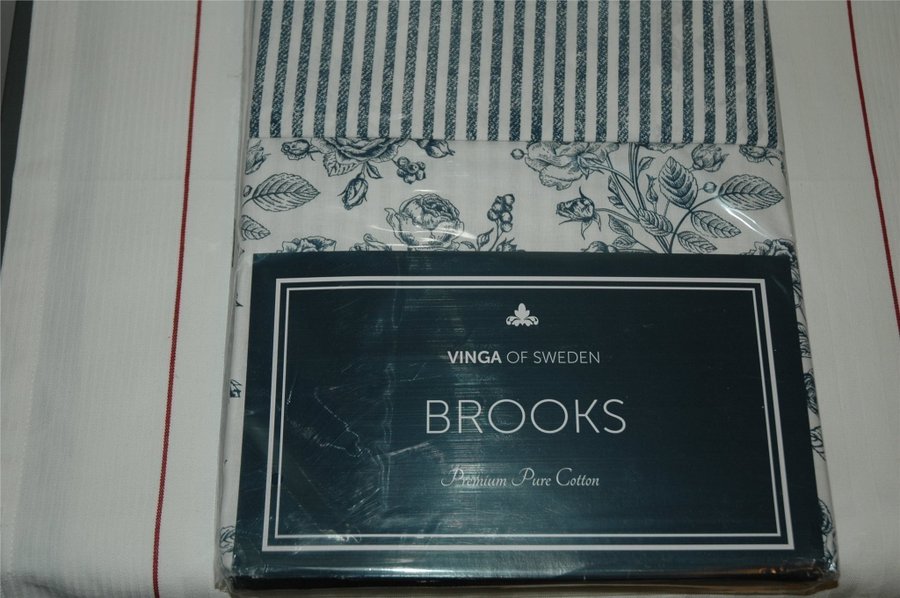 VINGA OF SWEDEN
BROOKS
Premium Pure Cotton